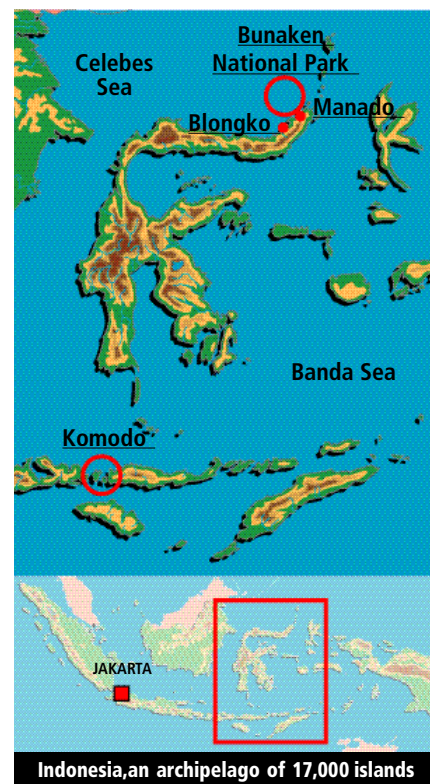 Bunaken
National Park
Celebes
Sea
Manado
Blongko
Banda Sea
Komodo
JAKARTA
Indonesia,an archipelago of 17,000 islands